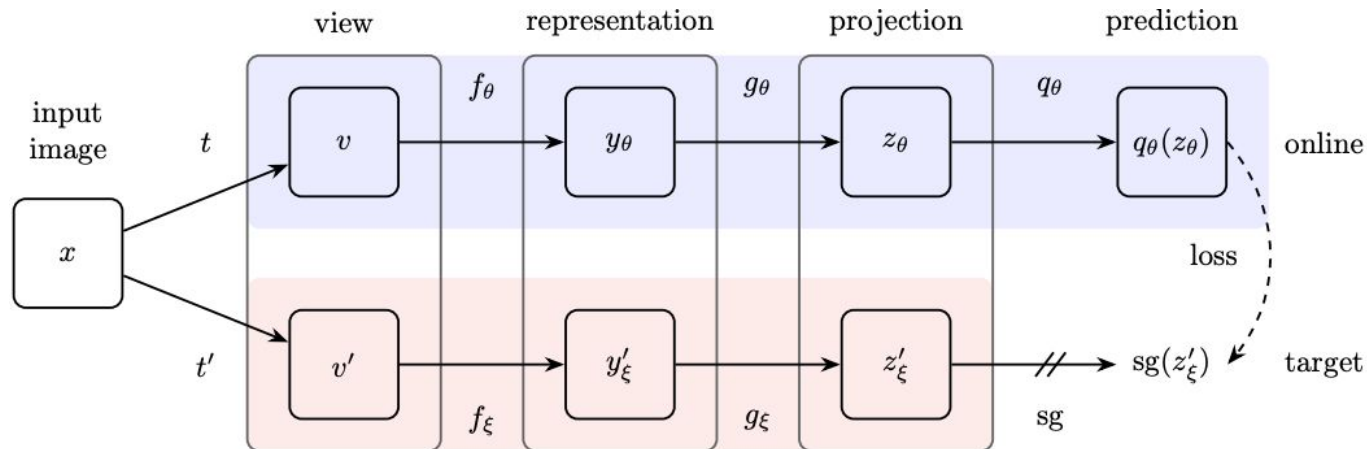 view representation projection prediction
input
image
t
f_θ
g_θ
q_θ
v
y_θ
z_θ
q_θ(z_θ)
online
x
loss
t′
v′
y′_ξ
z′_ξ
sg(z′_ξ)
target
f_ξ
g_ξ
sg